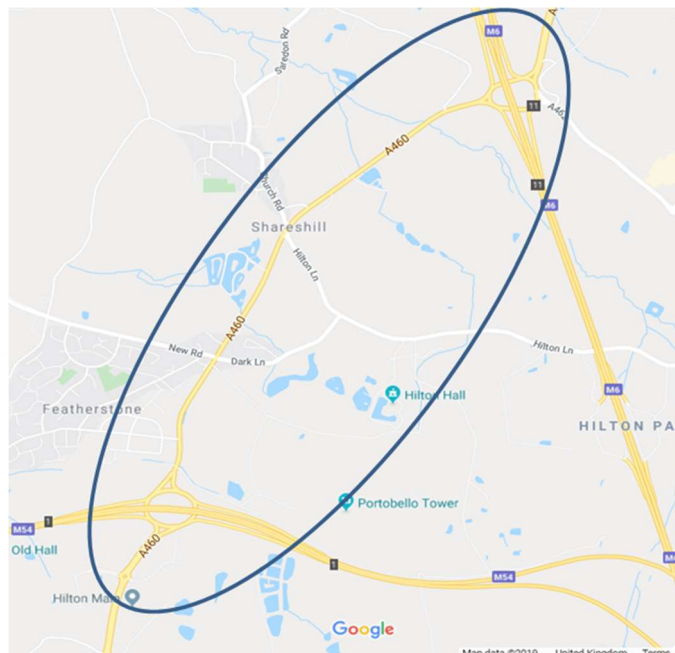 M6
A
Saredon Rd
11
A462
A460
11
Church Rd
M6
Shareshill
Hilton Ln
A460
New Rd
Dark Ln
Hilton Ln
M6
Hilton Hall
Featherstone
HILTON PA
Portobello Tower
1
M54
Old Hall
A460
1
M54
M6
Hilton Main
Google
Map data ©2019 United Kingdom Terms